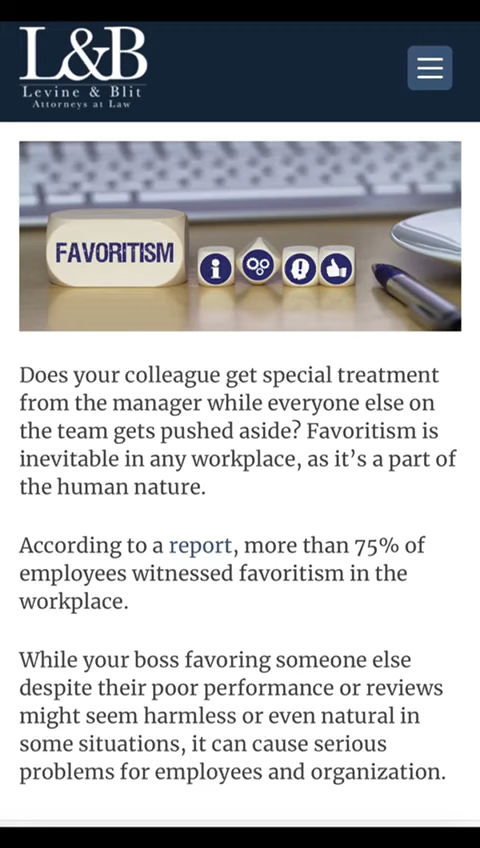 L&B
Levine & Blit
Attorneys at Law
FAVORITISM
Does your colleague get special treatment
from the manager while everyone else on
the team gets pushed aside? Favoritism is
inevitable in any workplace, as it’s a part of
the human nature.
According to a report, more than 75% of
employees witnessed favoritism in the
workplace.
While your boss favoring someone else
despite their poor performance or reviews
might seem harmless or even natural in
some situations, it can cause serious
problems for employees and organization.